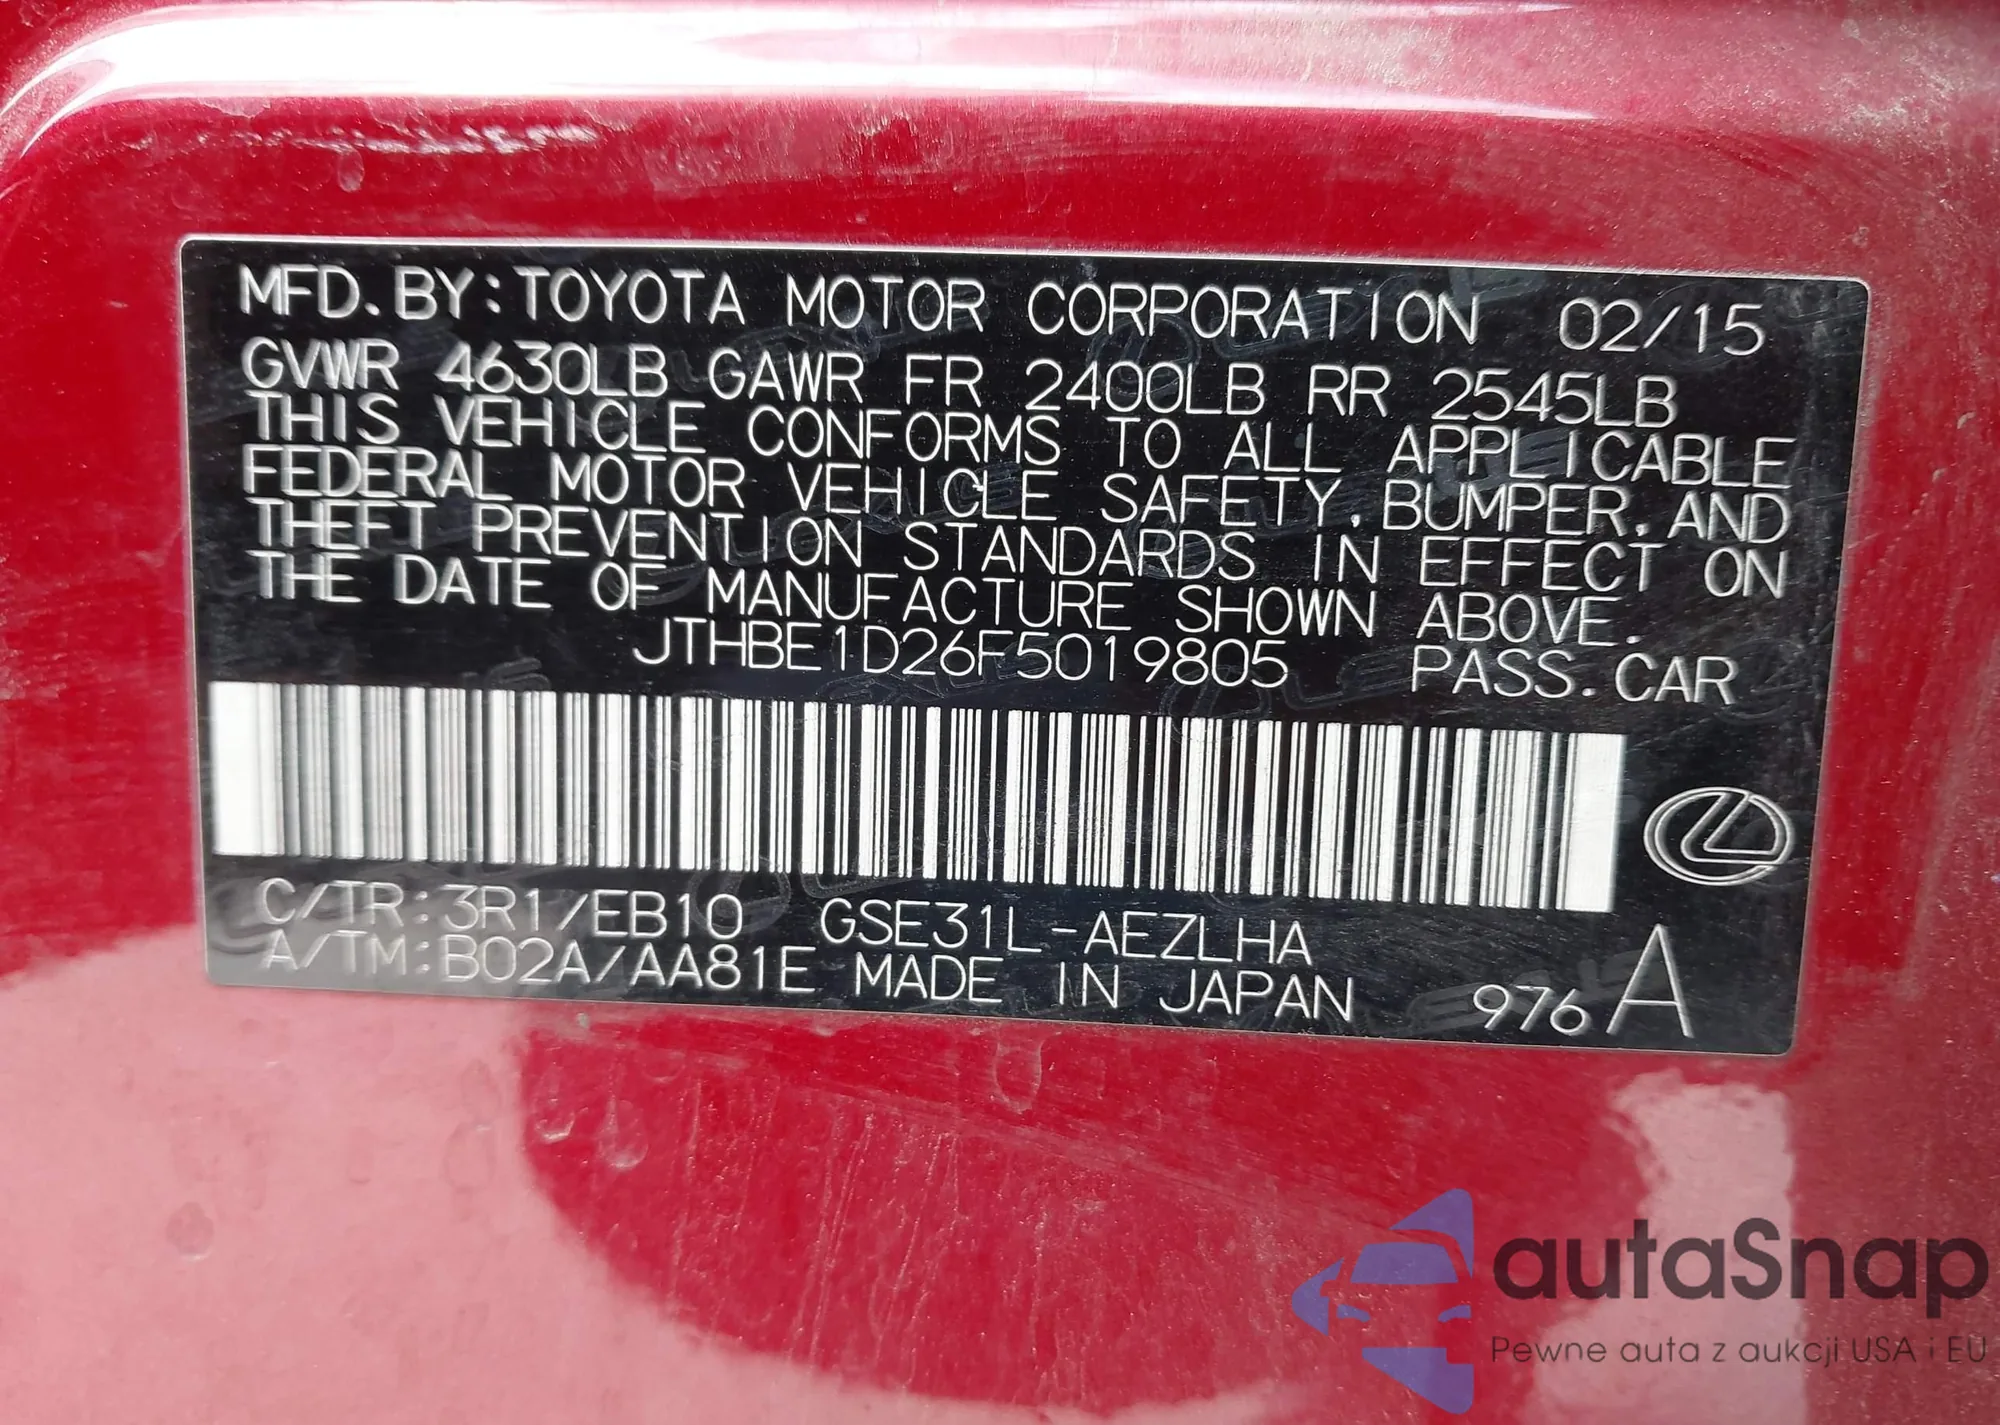 MFD.BY:TOYOTA MOTOR CORPORATION 02/15
GVWR 4630LB GAWR FR 2400LB RR 2545LB
THIS VEHICLE CONFORMS TO ALL APPLICABLE
FEDERAL MOTOR VEHICLE SAFETY, BUMPER, AND
THEFT PREVENTION STANDARDS IN EFFECT ON
THE DATE OF MANUFACTURE SHOWN ABOVE.
JTHBE1D26F5019805 PASS.CAR
C/TR:3R1/EB10 GSE31L-AEZLHA
A/TM:B02A/AA81E MADE IN JAPAN 976 A
autaSnap
Pewne auta z aukcji USA i EU